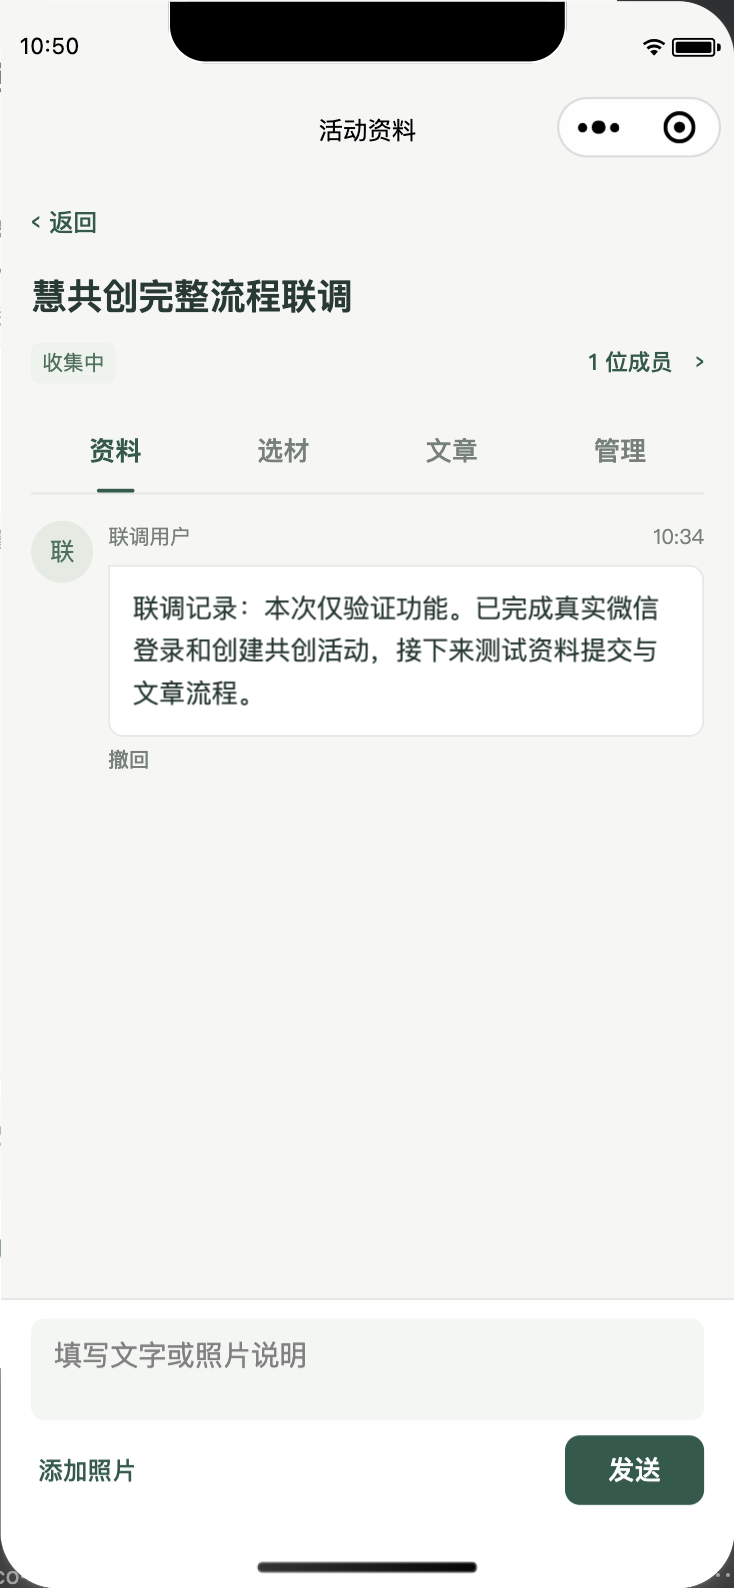 10:50
活动资料
< 返回
慧共创完整流程联调
收集中
1 位成员 >
资料 选材 文章 管理
联
联调用户 10:34
联调记录：本次仅验证功能。已完成真实微信
登录和创建共创活动，接下来测试资料提交与
文章流程。
撤回
填写文字或照片说明
添加照片
发送